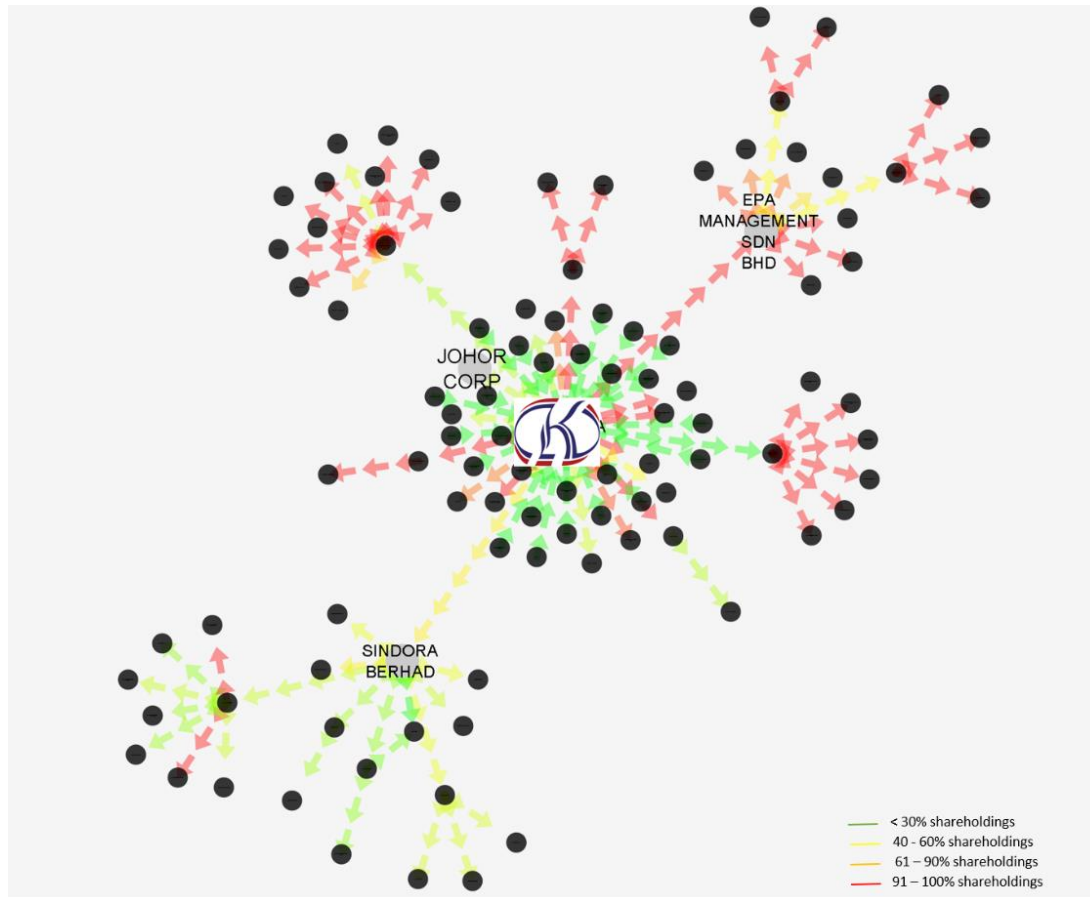 EPA
MANAGEMENT
SDN
BHD
JOHOR
CORP
SINDORA
BERHAD
< 30% shareholdings
40 - 60% shareholdings
61 – 90% shareholdings
91 – 100% shareholdings